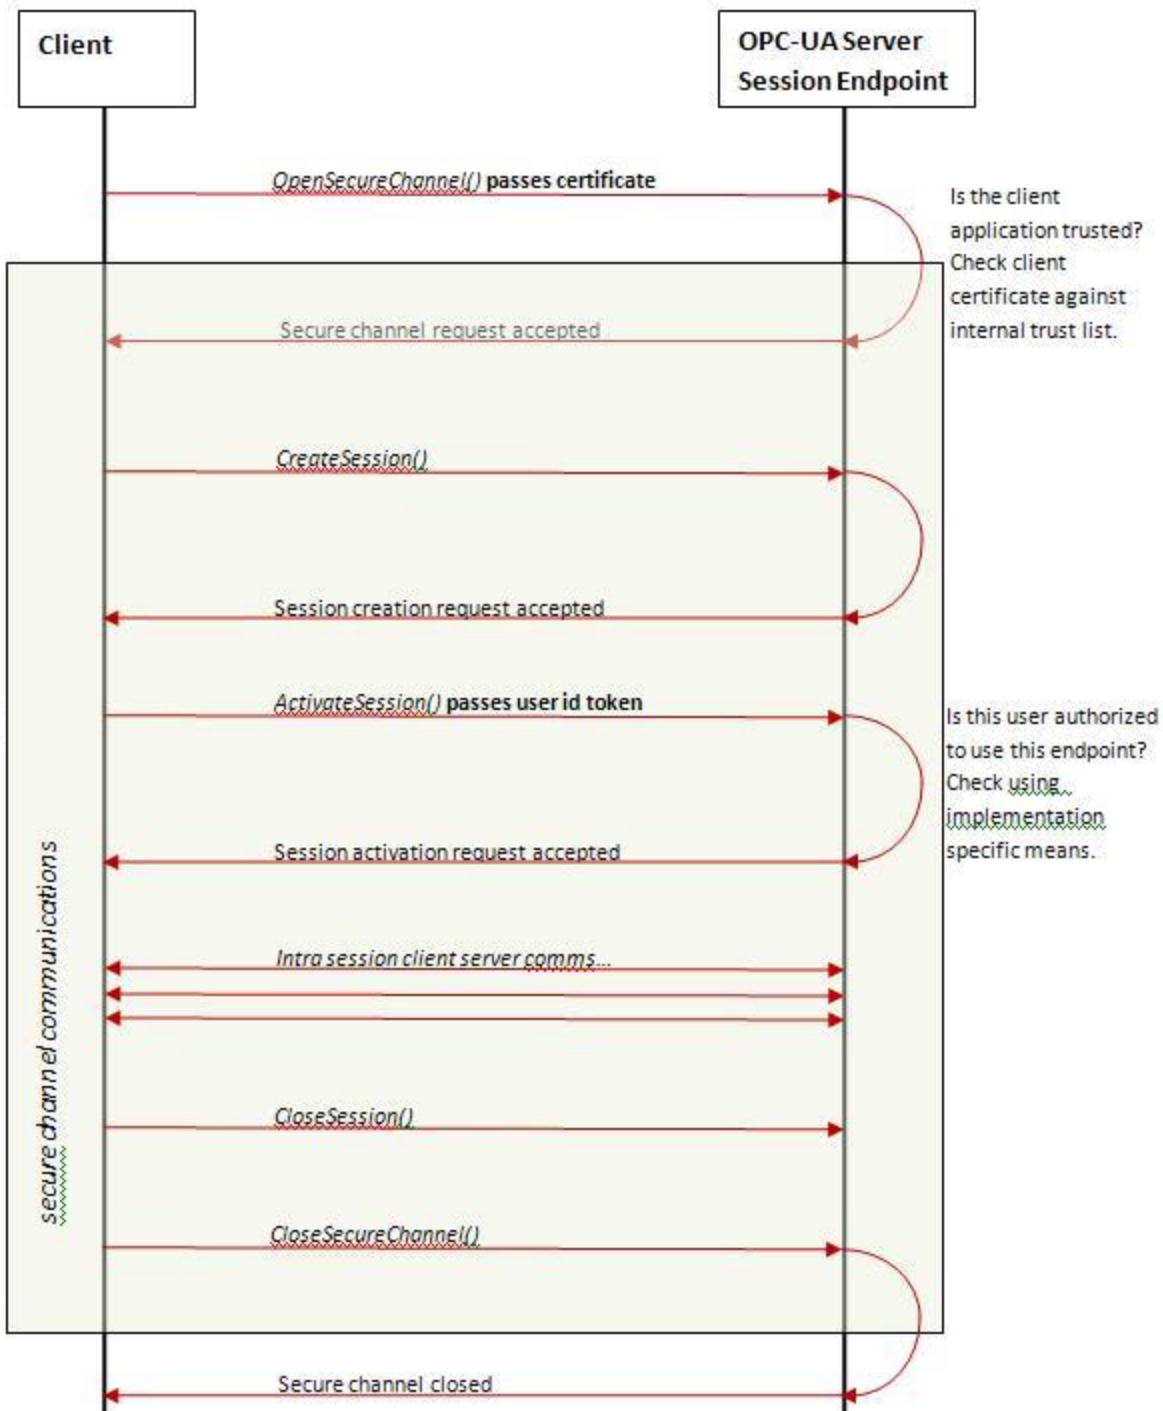 Client
OPC-UA Server
Session Endpoint
OpenSecureChannel() passes certificate
Is the client
application trusted?
Check client
certificate against
internal trust list.
Secure channel request accepted
CreateSession()
Session creation request accepted
ActivateSession() passes user id token
Is this user authorized
to use this endpoint?
Check using
implementation
specific means.
Session activation request accepted
secure channel communications
Intra session client server comms...
CloseSession()
CloseSecureChannel()
Secure channel closed